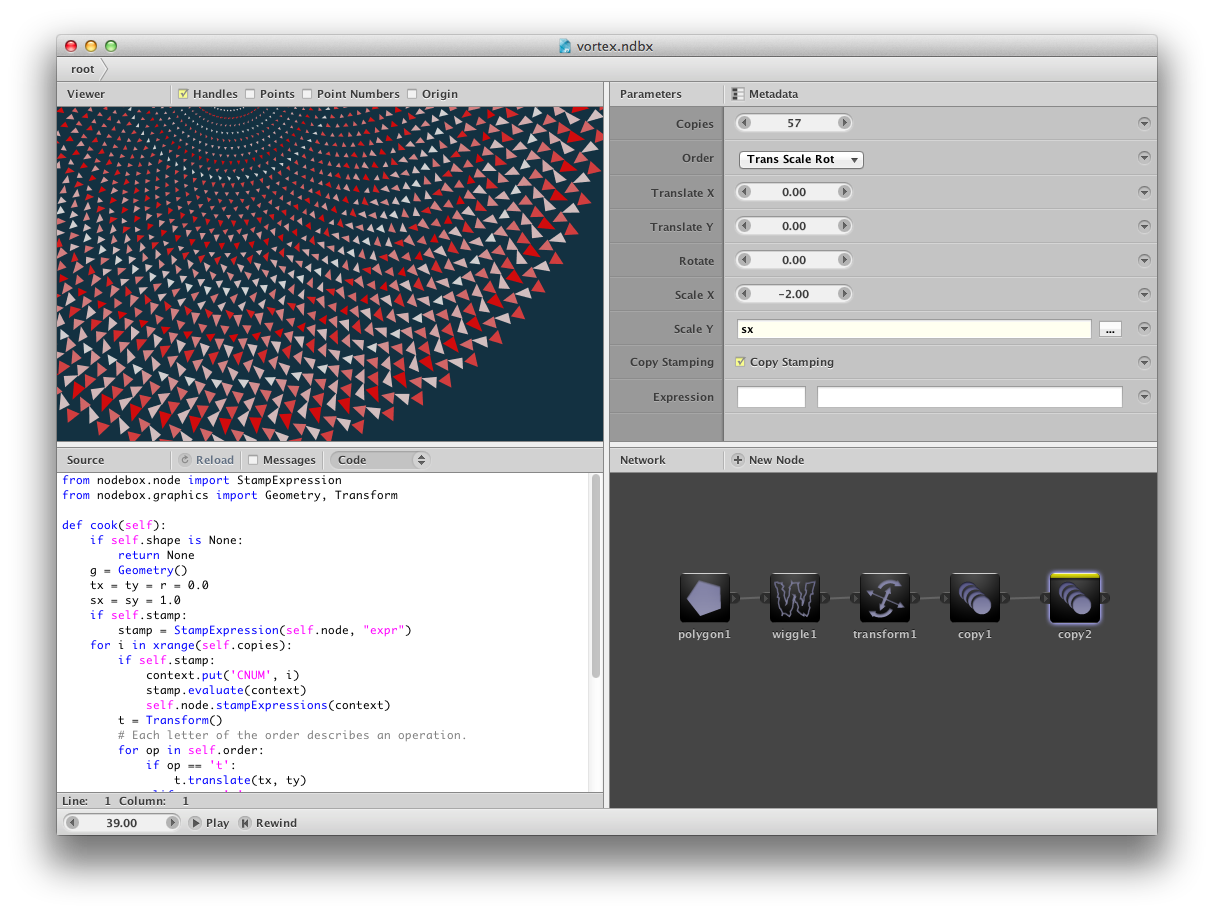 vortex.ndbx
root
Viewer Handles Points Point Numbers Origin
Parameters Metadata
Copies 57
Order Trans Scale Rot
Translate X 0.00
Translate Y 0.00
Rotate 0.00
Scale X -2.00
Scale Y sx ...
Copy Stamping Copy Stamping
Expression
Source Reload Messages Code
from nodebox.node import StampExpression
from nodebox.graphics import Geometry, Transform
def cook(self):
if self.shape is None:
return None
g = Geometry()
tx = ty = r = 0.0
sx = sy = 1.0
if self.stamp:
stamp = StampExpression(self.node, "expr")
for i in xrange(self.copies):
if self.stamp:
context.put('CNUM', i)
stamp.evaluate(context)
self.node.stampExpressions(context)
t = Transform()
# Each letter of the order describes an operation.
for op in self.order:
if op == 't':
t.translate(tx, ty)
Line: 1 Column: 1
Network New Node
polygon1 wiggle1 transform1 copy1 copy2
39.00 Play Rewind